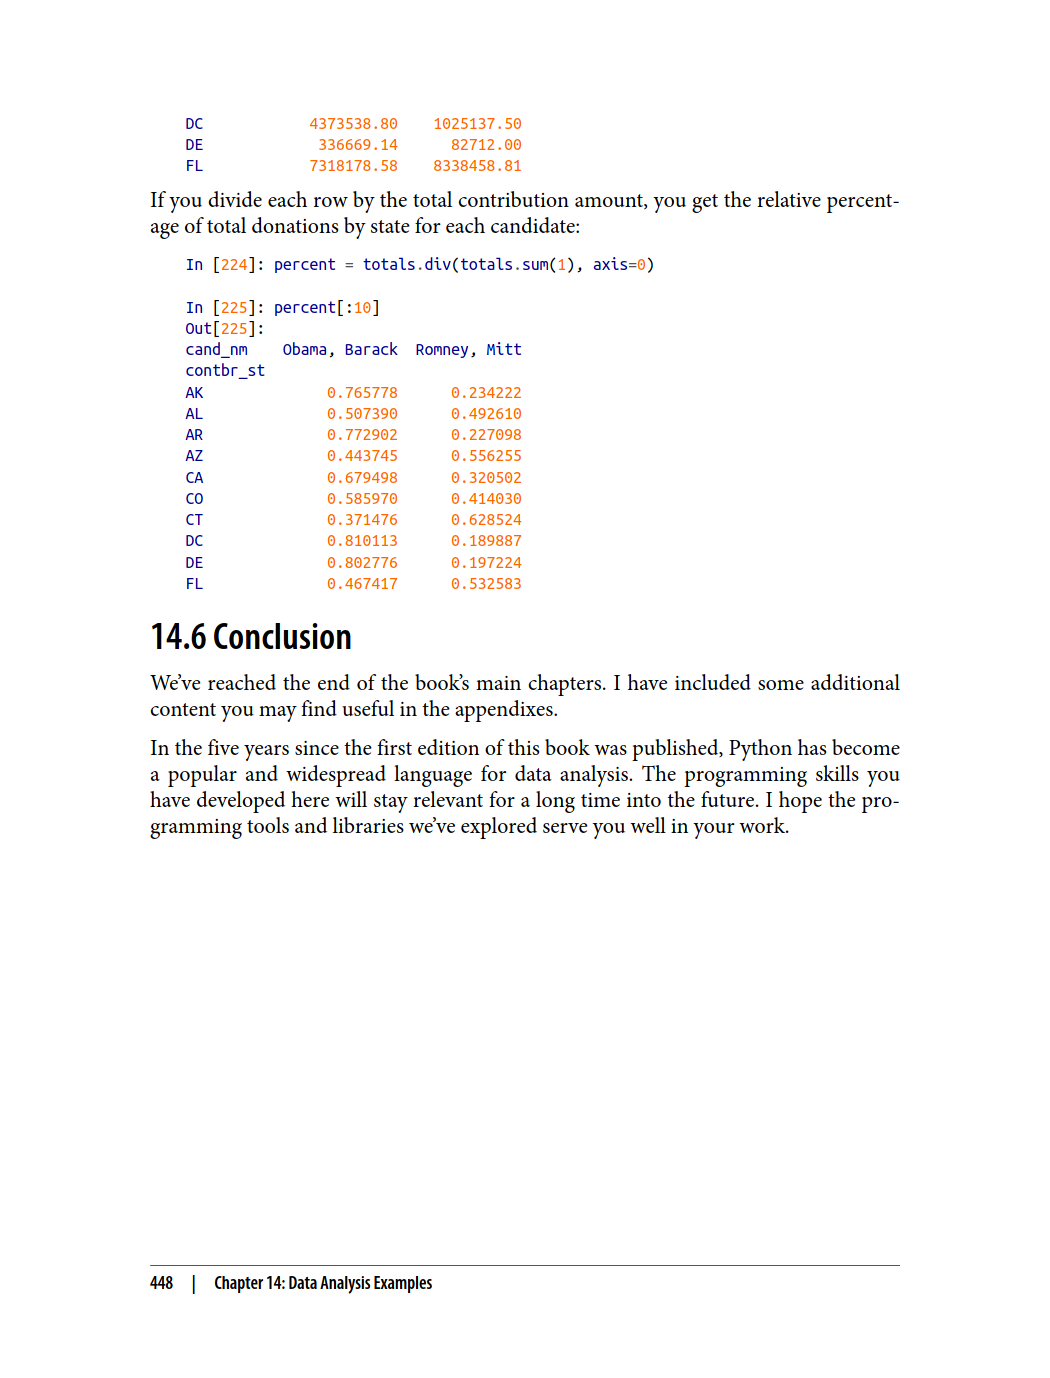 DC            4373538.80    1025137.50
DE             336669.14      82712.00
FL            7318178.58    8338458.81
If you divide each row by the total contribution amount, you get the relative percent-
age of total donations by state for each candidate:
In [224]: percent = totals.div(totals.sum(1), axis=0)
In [225]: percent[:10]
Out[225]:
cand_nm    Obama, Barack  Romney, Mitt
contbr_st
AK              0.765778      0.234222
AL              0.507390      0.492610
AR              0.772902      0.227098
AZ              0.443745      0.556255
CA              0.679498      0.320502
CO              0.585970      0.414030
CT              0.371476      0.628524
DC              0.810113      0.189887
DE              0.802776      0.197224
FL              0.467417      0.532583
14.6 Conclusion
We’ve reached the end of the book’s main chapters. I have included some additional
content you may find useful in the appendixes.
In the five years since the first edition of this book was published, Python has become
a popular and widespread language for data analysis. The programming skills you
have developed here will stay relevant for a long time into the future. I hope the pro-
gramming tools and libraries we’ve explored serve you well in your work.
448 | Chapter 14: Data Analysis Examples